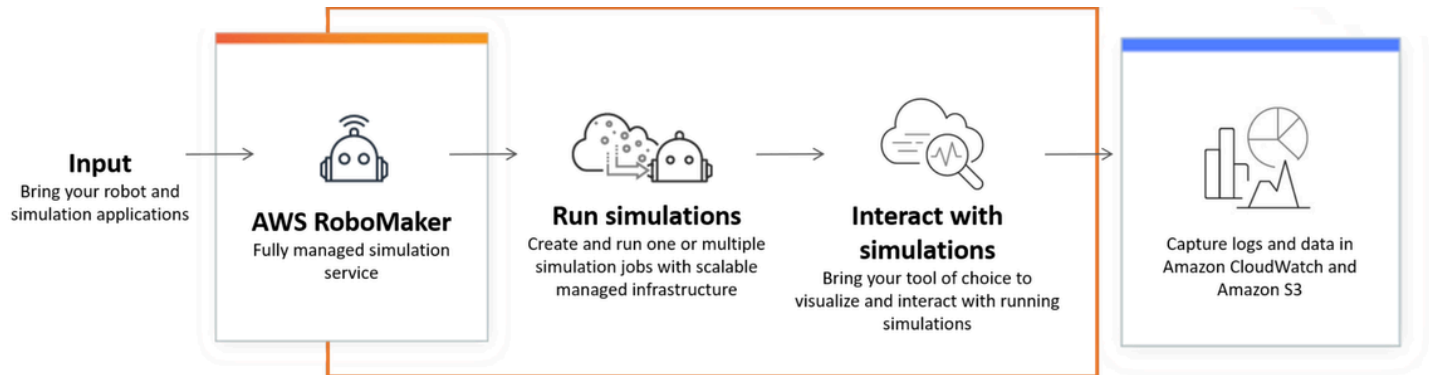 Input
Bring your robot and
simulation applications
AWS RoboMaker
Fully managed simulation
service
Run simulations
Create and run one or multiple
simulation jobs with scalable
managed infrastructure
Interact with
simulations
Bring your tool of choice to
visualize and interact with running
simulations
Capture logs and data in
Amazon CloudWatch and
Amazon S3